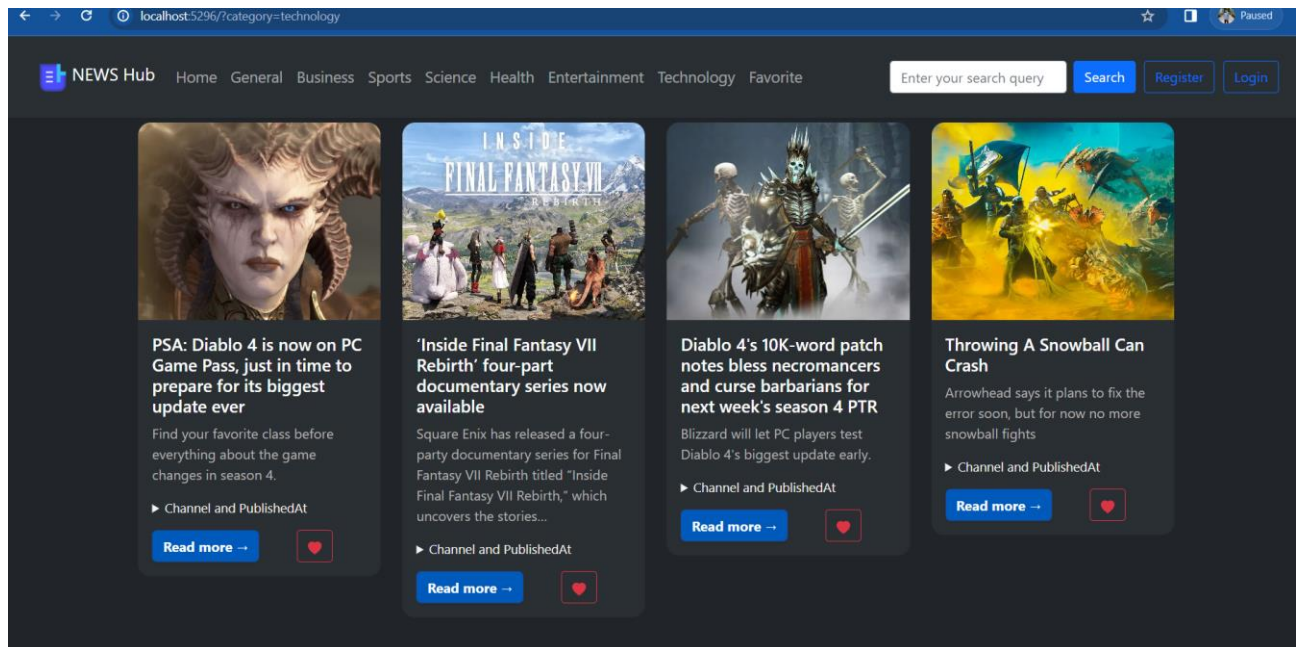 localhost:5296/?category=technology
Paused
NEWS Hub Home General Business Sports Science Health Entertainment Technology Favorite
Enter your search query Search Register Login
INSIDE
FINAL FANTASY VII
REBIRTH
PSA: Diablo 4 is now on PC
Game Pass, just in time to
prepare for its biggest
update ever
Find your favorite class before
everything about the game
changes in season 4.
▶ Channel and PublishedAt
Read more →
‘Inside Final Fantasy VII
Rebirth’ four-part
documentary series now
available
Square Enix has released a four-
party documentary series for Final
Fantasy VII Rebirth titled “Inside
Final Fantasy VII Rebirth,” which
uncovers the stories…
▶ Channel and PublishedAt
Read more →
Diablo 4's 10K-word patch
notes bless necromancers
and curse barbarians for
next week's season 4 PTR
Blizzard will let PC players test
Diablo 4's biggest update early.
▶ Channel and PublishedAt
Read more →
Throwing A Snowball Can
Crash
Arrowhead says it plans to fix the
error soon, but for now no more
snowball fights
▶ Channel and PublishedAt
Read more →